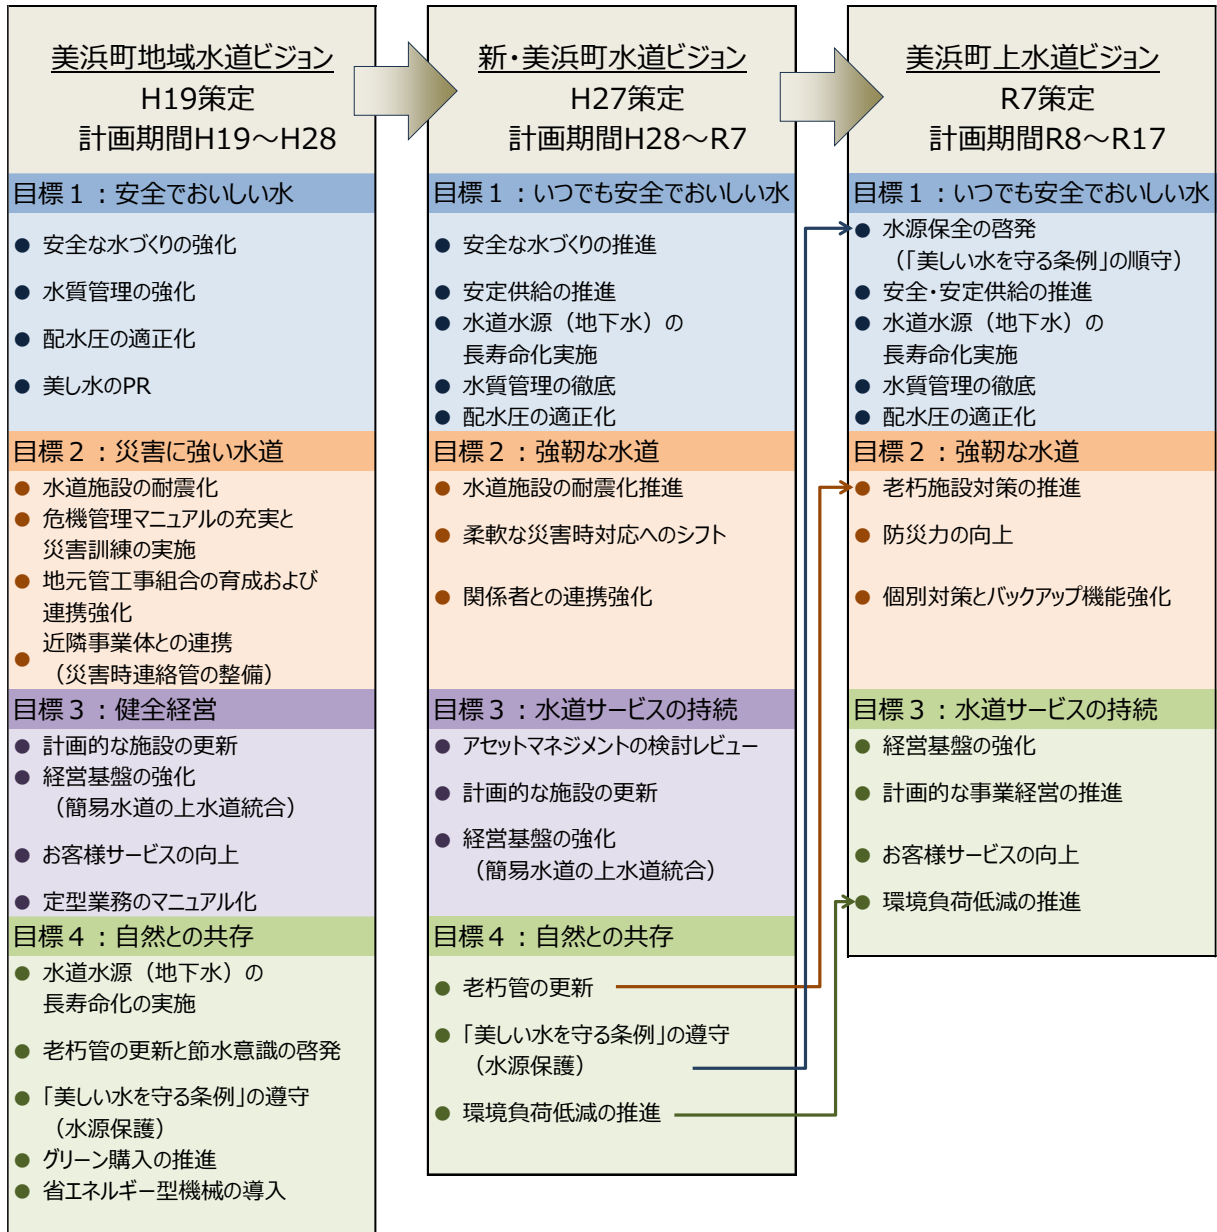 美浜町地域水道ビジョン
H19策定
計画期間H19～H28
目標１：安全でおいしい水
● 安全な水づくりの強化
● 水質管理の強化
● 配水圧の適正化
● 美し水のPR
目標２：災害に強い水道
● 水道施設の耐震化
● 危機管理マニュアルの充実と
災害訓練の実施
● 地元管工事組合の育成および
連携強化
● 近隣事業体との連携
（災害時連絡管の整備）
目標３：健全経営
● 計画的な施設の更新
● 経営基盤の強化
（簡易水道の上水道統合）
● お客様サービスの向上
● 定型業務のマニュアル化
目標４：自然との共存
● 水道水源（地下水）の
長寿命化の実施
● 老朽管の更新と節水意識の啓発
● 「美しい水を守る条例」の遵守
（水源保護）
● グリーン購入の推進
● 省エネルギー型機械の導入
新・美浜町水道ビジョン
H27策定
計画期間H28～R7
目標１：いつでも安全でおいしい水
● 安全な水づくりの推進
● 安定供給の推進
● 水道水源（地下水）の
長寿命化実施
● 水質管理の徹底
● 配水圧の適正化
目標２：強靭な水道
● 水道施設の耐震化推進
● 柔軟な災害時対応へのシフト
● 関係者との連携強化
目標３：水道サービスの持続
● アセットマネジメントの検討レビュー
● 計画的な施設の更新
● 経営基盤の強化
（簡易水道の上水道統合）
目標４：自然との共存
● 老朽管の更新
● 「美しい水を守る条例」の遵守
（水源保護）
● 環境負荷低減の推進
美浜町上水道ビジョン
R7策定
計画期間R8～R17
目標１：いつでも安全でおいしい水
● 水源保全の啓発
（「美しい水を守る条例」の順守）
● 安全・安定供給の推進
● 水道水源（地下水）の
長寿命化実施
● 水質管理の徹底
● 配水圧の適正化
目標２：強靭な水道
● 老朽施設対策の推進
● 防災力の向上
● 個別対策とバックアップ機能強化
目標３：水道サービスの持続
● 経営基盤の強化
● 計画的な事業経営の推進
● お客様サービスの向上
● 環境負荷低減の推進